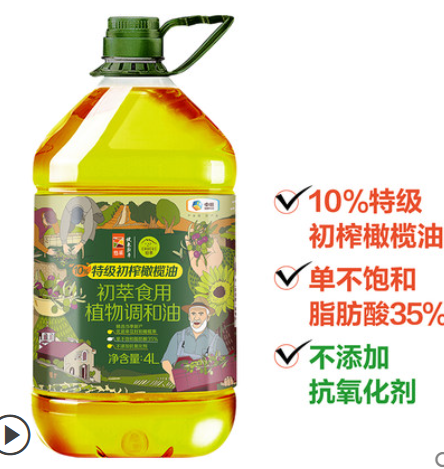 10%特级初榨橄榄油
初萃食用
植物调和油
净含量:4L
10%特级
初榨橄榄油
单不饱和
脂肪酸35%
不添加
抗氧化剂